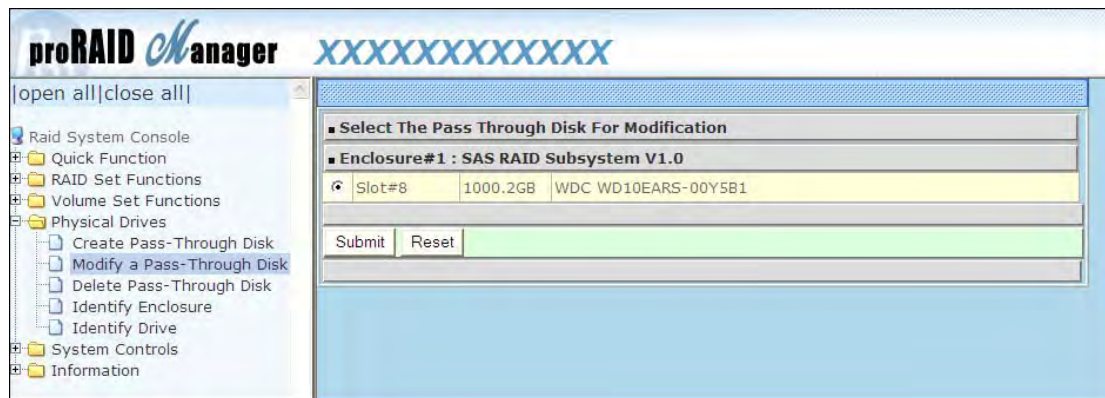 proRAID Manager XXXXXXXXXXXXX
|open all|close all|
Raid System Console
Quick Function
RAID Set Functions
Volume Set Functions
Physical Drives
Create Pass-Through Disk
Modify a Pass-Through Disk
Delete Pass-Through Disk
Identify Enclosure
Identify Drive
System Controls
Information
Select The Pass Through Disk For Modification
Enclosure#1 : SAS RAID Subsystem V1.0
Slot#8 1000.2GB WDC WD10EARS-00Y5B1
Submit Reset